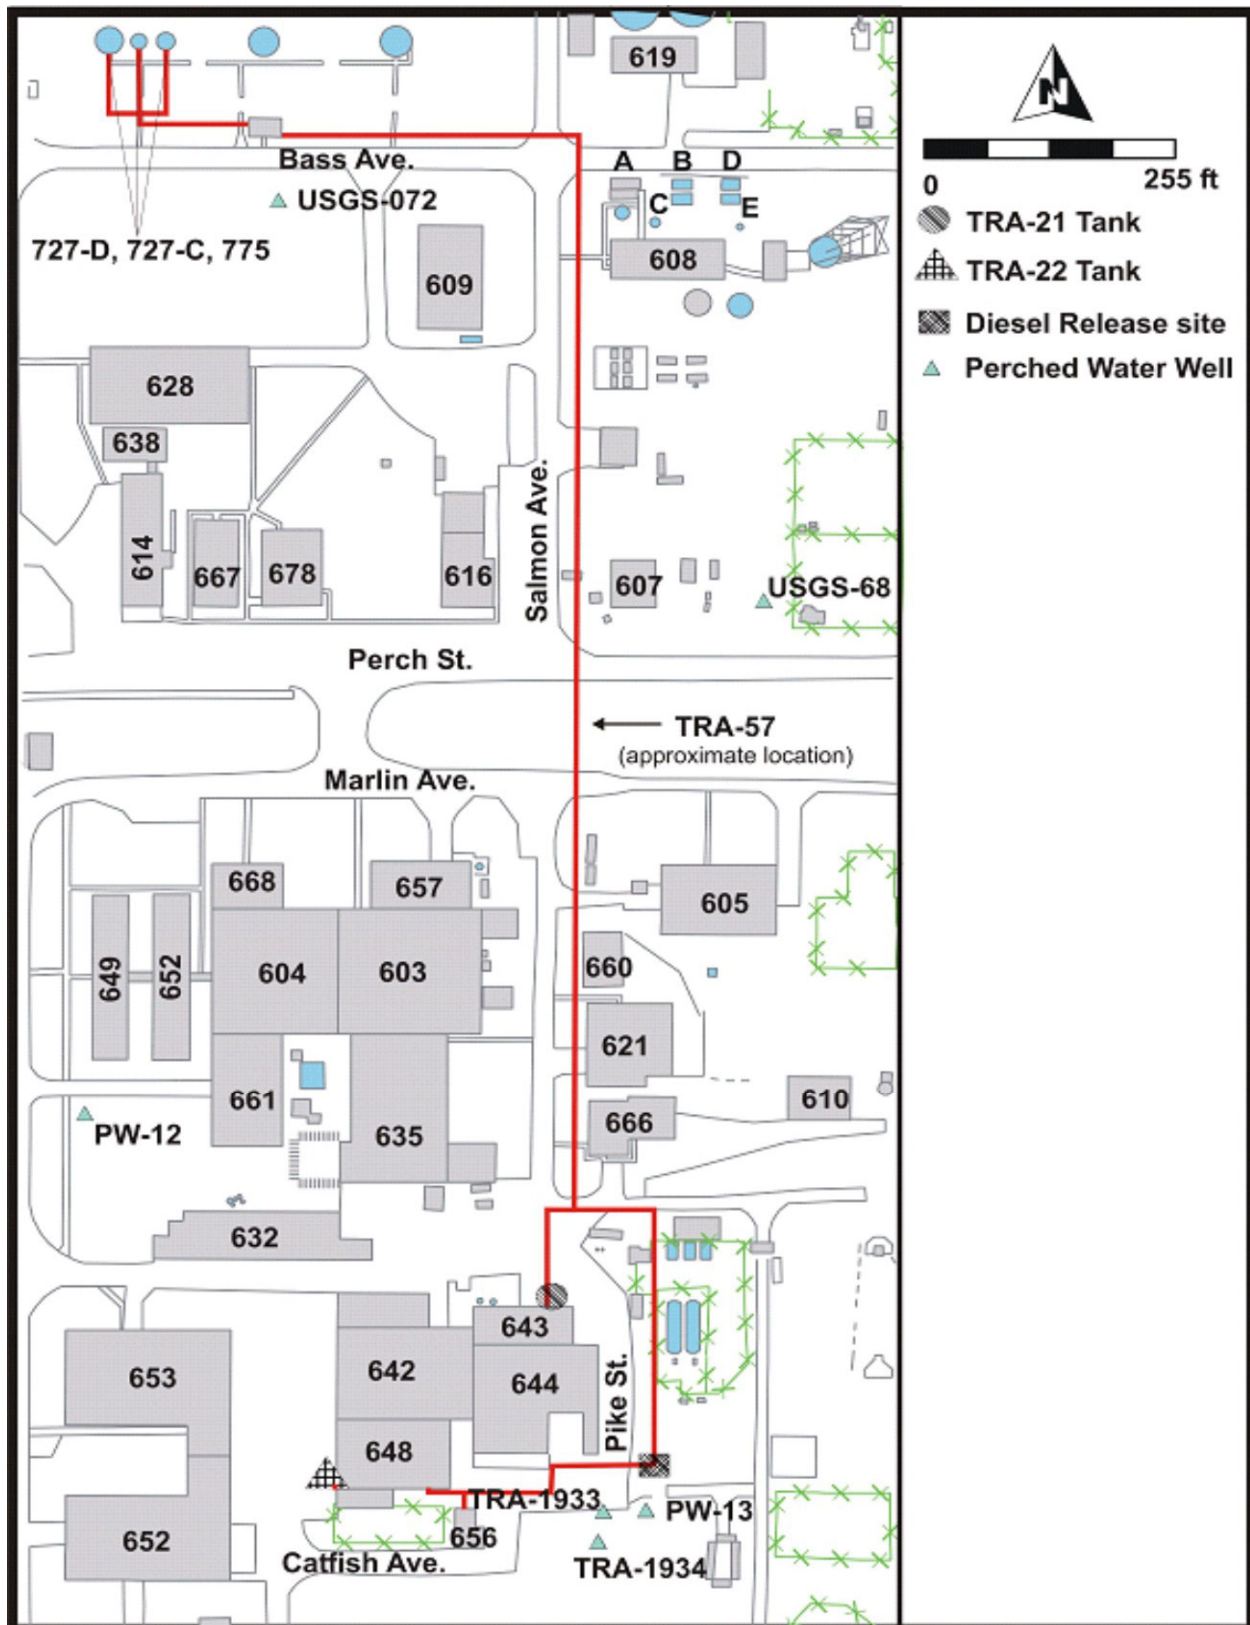 619
N
Bass Ave.
A
B
D
0
255 ft
USGS-072
C
E
TRA-21 Tank
727-D, 727-C, 775
608
TRA-22 Tank
609
Diesel Release site
Perched Water Well
628
638
Salmon Ave.
614
667
678
616
607
USGS-68
Perch St.
TRA-57
(approximate location)
Marlin Ave.
668
657
605
649
652
604
603
660
621
661
610
PW-12
635
666
632
643
653
642
644
Pike St.
648
TRA-1933
PW-13
652
656
Catfish Ave.
TRA-1934